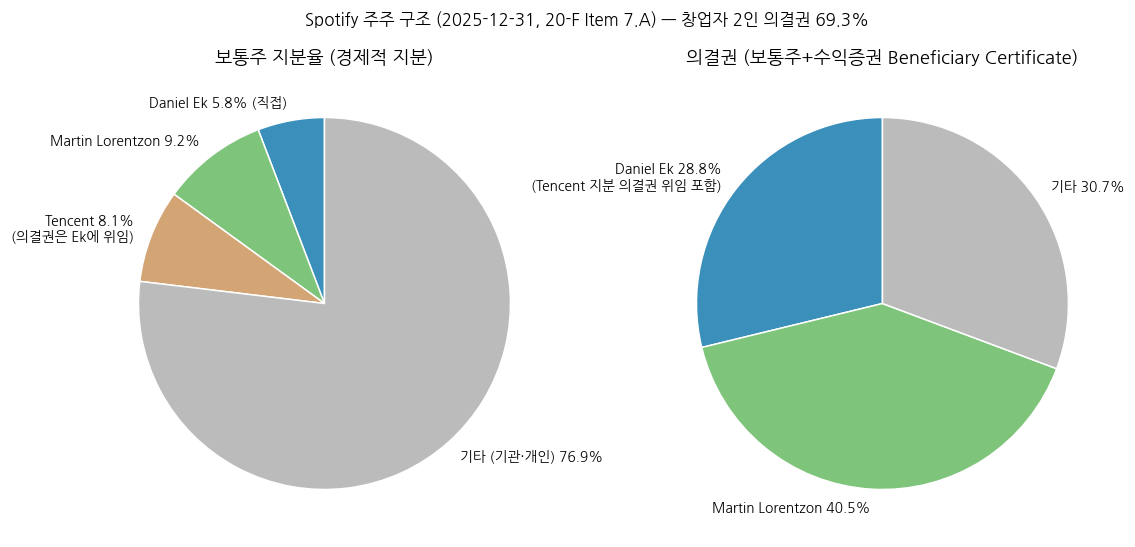 Spotify 주주 구조 (2025-12-31, 20-F Item 7.A) — 창업자 2인 의결권 69.3%
보통주 지분율 (경제적 지분)
Daniel Ek 5.8% (직접)
Martin Lorentzon 9.2%
Tencent 8.1%
(의결권은 Ek에 위임)
기타 (기관·개인) 76.9%
의결권 (보통주+수익증권 Beneficiary Certificate)
Daniel Ek 28.8%
(Tencent 지분 의결권 위임 포함)
기타 30.7%
Martin Lorentzon 40.5%